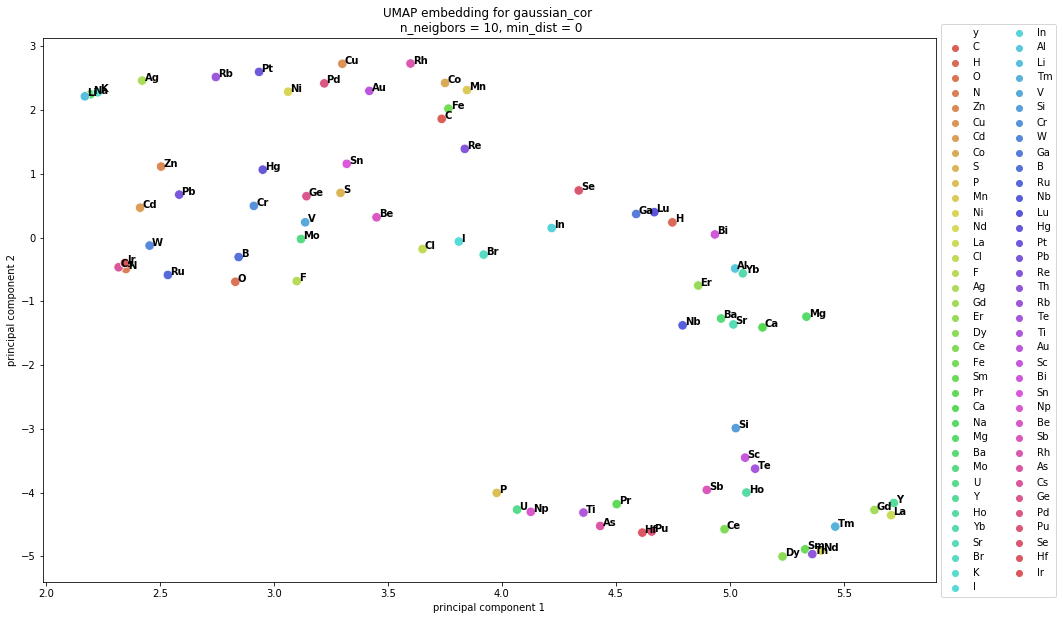 UMAP embedding for gaussian_cor
n_neigbors = 10, min_dist = 0
principal component 2
3
2
1
0
−1
−2
−3
−4
−5
2.0 2.5 3.0 3.5 4.0 4.5 5.0 5.5
principal component 1
Cu
Rh
Pt
Rb
Ag
Pd
Co
Ni
Au
Mn
K
Na
Li
Fe
C
Re
Sn
Zn
Hg
Se
Pb
Ge
S
Cd
Cr
Be
Ga
Lu
V
H
In
Bi
Mo
I
W
Cl
Br
B
Ir
Cs
N
Al
Yb
Ru
O
F
Er
Mg
Ba
Sr
Nb
Ca
Si
Sc
Te
Sb
P
Ho
Pr
Y
U
Np
Ti
Gd
La
As
Tm
Ce
Hf
Pu
Sm
Nd
Th
Dy
y
C
O
N
Zn
Cu
Cd
Co
S
P
Mn
Ni
Nd
La
Cl
F
Ag
Gd
Er
Dy
Ce
Fe
Sm
Pr
Ca
Na
Mg
Ba
Mo
U
Y
Ho
Yb
Sr
Br
K
I
In
Al
Li
Tm
V
Si
Cr
W
Ga
B
Ru
Nb
Lu
Hg
Pt
Pb
Re
Th
Rb
Te
Ti
Au
Sc
Bi
Sn
Np
Be
Sb
Rh
As
Cs
Ge
Pd
Pu
Se
Hf
Ir